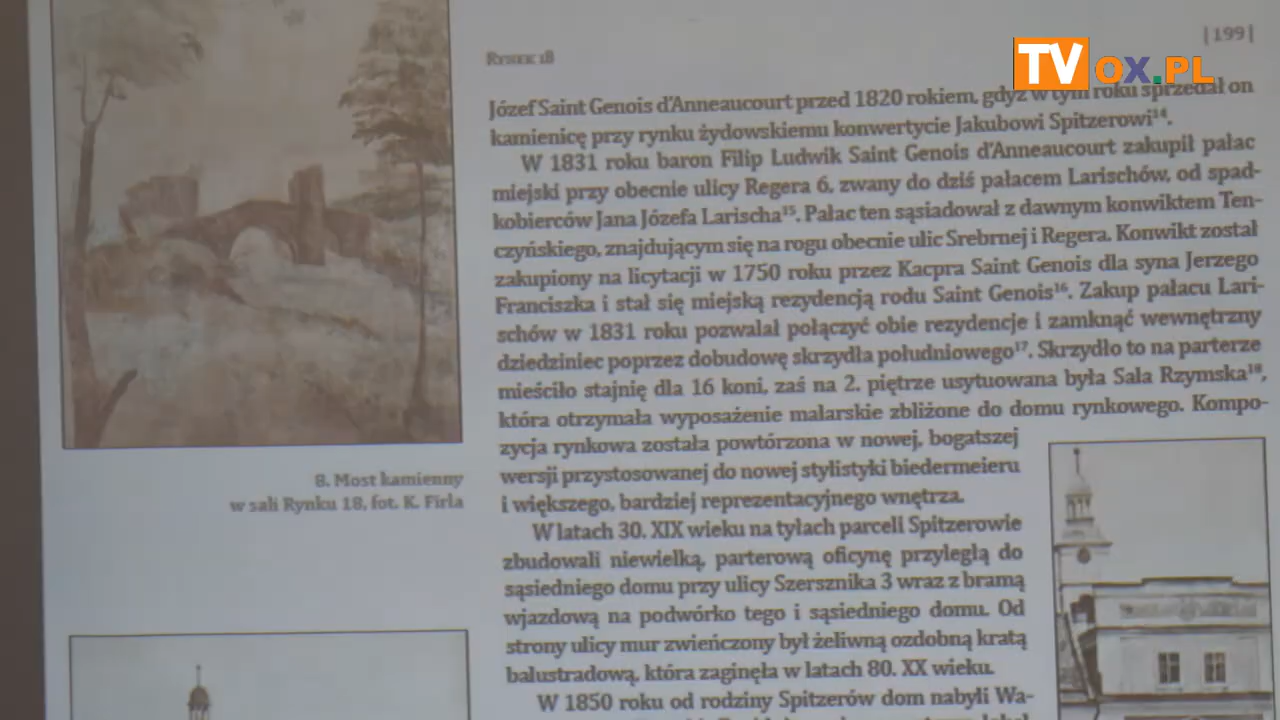 RYNEK 18
| 199 |
TVOX.PL
Józef Saint Genois d'Anneaucourt przed 1820 rokiem, gdyż w tym roku sprzedał on
kamienicę przy rynku żydowskiemu konwertycie Jakubowi Spitzerowi¹⁴.
W 1831 roku baron Filip Ludwik Saint Genois d'Anneaucourt zakupił pałac
miejski przy obecnie ulicy Regera 6, zwany do dziś pałacem Larischów, od spad-
kobierców Jana Józefa Larischa¹⁵. Pałac ten sąsiadował z dawnym konwiktem Ten-
czyńskiego, znajdującym się na rogu obecnie ulic Srebrnej i Regera. Konwikt został
zakupiony na licytacji w 1750 roku przez Kacpra Saint Genois dla syna Jerzego
Franciszka i stał się miejską rezydencją rodu Saint Genois¹⁶. Zakup pałacu Lari-
schów w 1831 roku pozwalał połączyć obie rezydencje i zamknąć wewnętrzny
dziedziniec poprzez dobudowę skrzydła południowego¹⁷. Skrzydło to na parterze
mieściło stajnię dla 16 koni, zaś na 2. piętrze usytuowana była Sala Rzymska¹⁸,
która otrzymała wyposażenie malarskie zbliżone do domu rynkowego. Kompo-
zycja rynkowa została powtórzona w nowej, bogatszej
wersji przystosowanej do nowej stylistyki biedermeieru
i większego, bardziej reprezentacyjnego wnętrza.
W latach 30. XIX wieku na tyłach parceli Spitzerowie
zbudowali niewielką, parterową oficynę przyległą do
sąsiedniego domu przy ulicy Szersznika 3 wraz z bramą
wjazdową na podwórko tego i sąsiedniego domu. Od
strony ulicy mur zwieńczony był żeliwną ozdobną kratą
balustradową, która zaginęła w latach 80. XX wieku.
W 1850 roku od rodziny Spitzerów dom nabyli Wa-
8. Most kamienny
w sali Rynku 18, fot. K. Firla